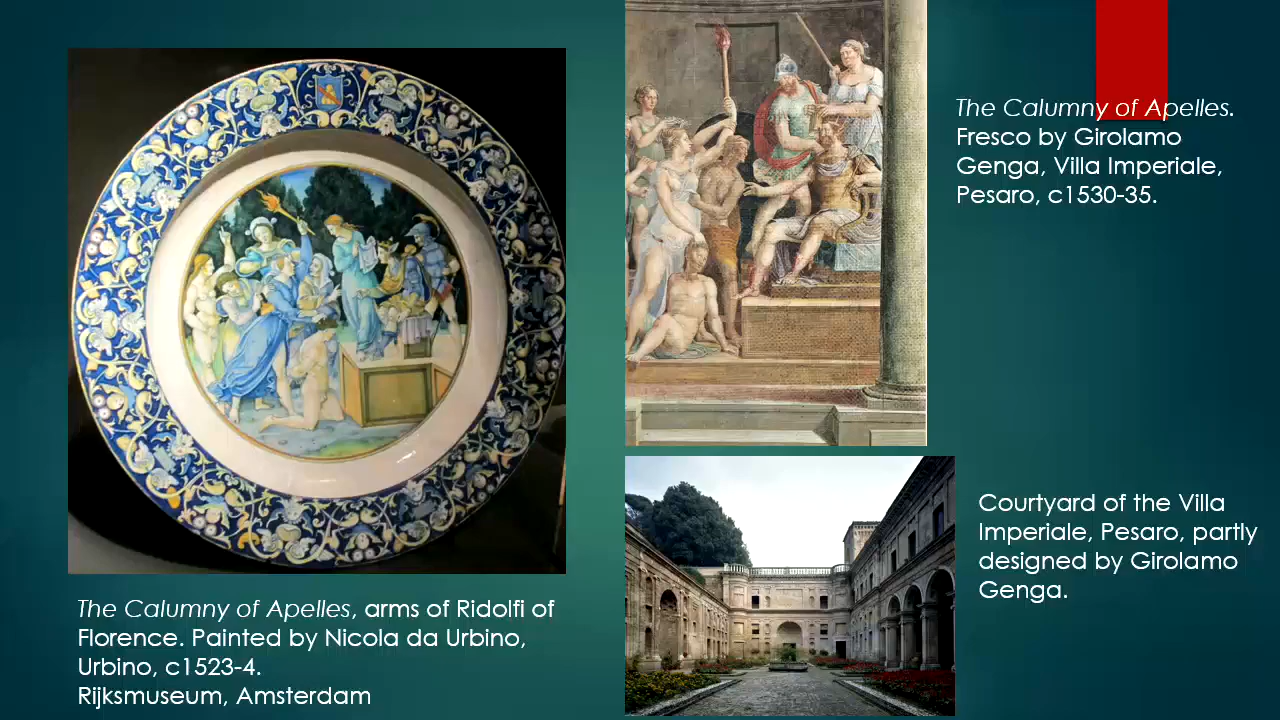 The Calumny of Apelles.
Fresco by Girolamo
Genga, Villa Imperiale,
Pesaro, c1530-35.
Courtyard of the Villa
Imperiale, Pesaro, partly
designed by Girolamo
Genga.
The Calumny of Apelles, arms of Ridolfi of
Florence. Painted by Nicola da Urbino,
Urbino, c1523-4.
Rijksmuseum, Amsterdam